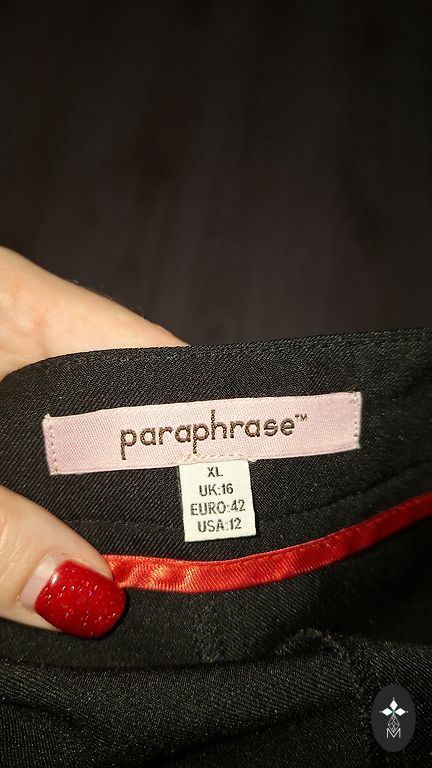 paraphrase™
XL
UK:16
EURO:42
USA:12
M